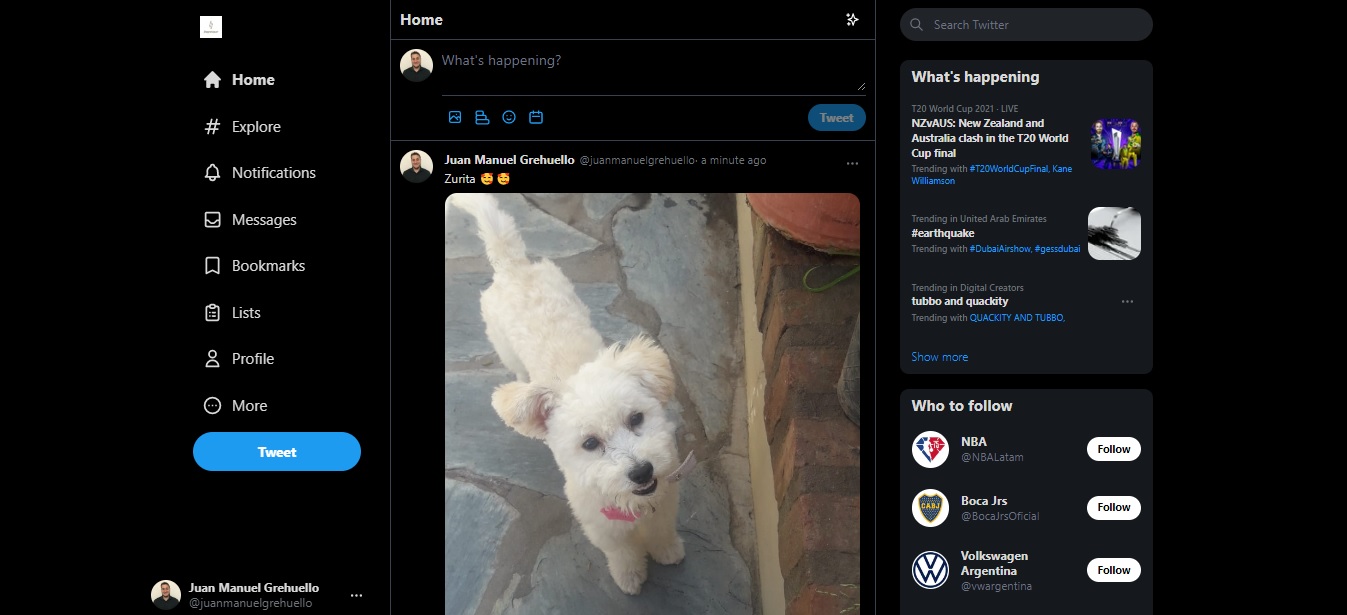 Home
Explore
Notifications
Messages
Bookmarks
Lists
Profile
More
Tweet
Juan Manuel Grehuello
@juanmanuelgrehuello
Home
What's happening?
Tweet
Juan Manuel Grehuello @juanmanuelgrehuello· a minute ago
Zurita 🥰 🥰
Search Twitter
What's happening
T20 World Cup 2021 · LIVE
NZvAUS: New Zealand and
Australia clash in the T20 World
Cup final
Trending with #T20WorldCupFinal, Kane
Williamson
Trending in United Arab Emirates
#earthquake
Trending with #DubaiAirshow, #gessdubai
Trending in Digital Creators
tubbo and quackity
Trending with QUACKITY AND TUBBO,
Show more
Who to follow
NBA
@NBALatam
Follow
Boca Jrs
@BocaJrsOficial
Follow
CABJ
Volkswagen
Argentina
@vwargentina
Follow